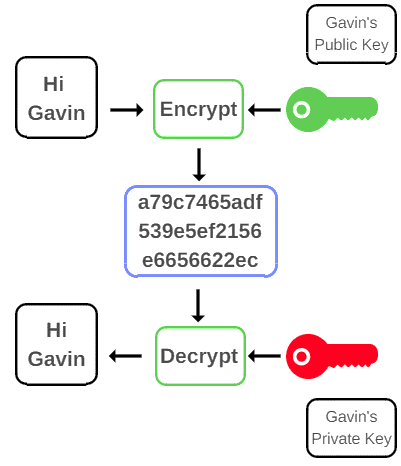 Gavin's
Public Key
Hi
Gavin
Encrypt
a79c7465adf
539e5ef2156
e6656622ec
Hi
Gavin
Decrypt
Gavin's
Private Key